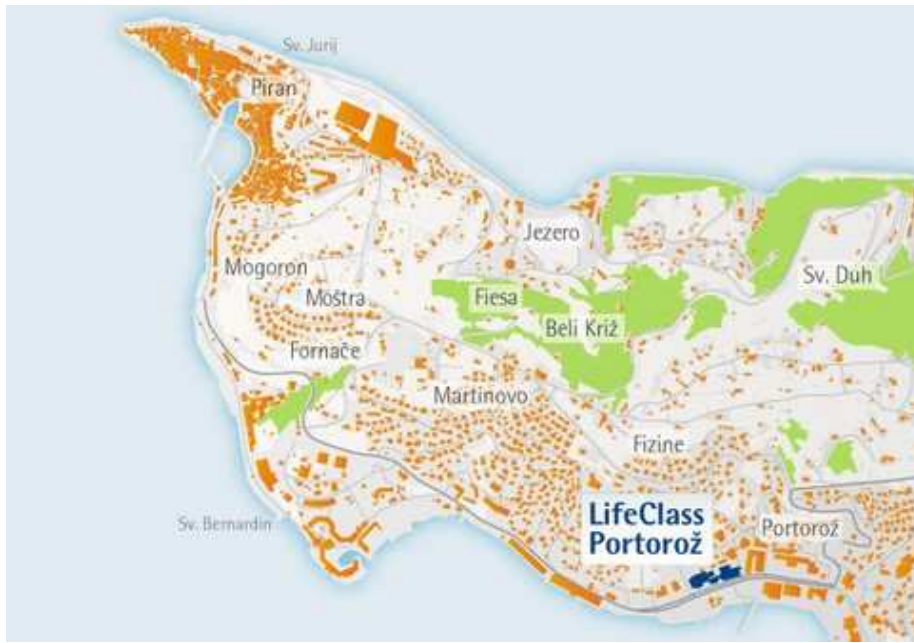 Sv. Jurij
Piran
Jezero
Mogoron
Sv. Duh
Moštra
Fiesa
Beli Križ
Fornače
Martinovo
Fizine
LifeClass
Portorož
Portorož
Sv. Bernardin